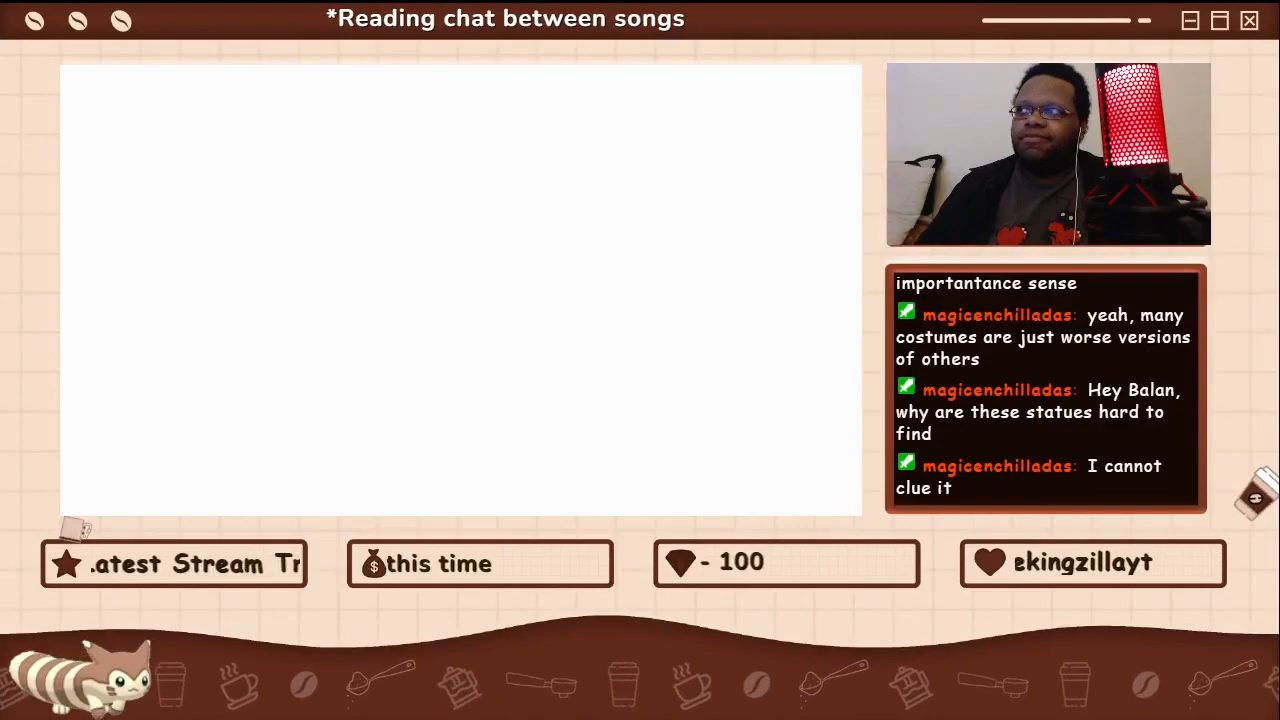 *Reading chat between songs
importantance sense
magicenchilladas: yeah, many
costumes are just worse versions
of others
magicenchilladas: Hey Balan,
why are these statues hard to
find
magicenchilladas: I cannot
clue it
.atest Stream Tr
this time
- 100
ekingzillayt